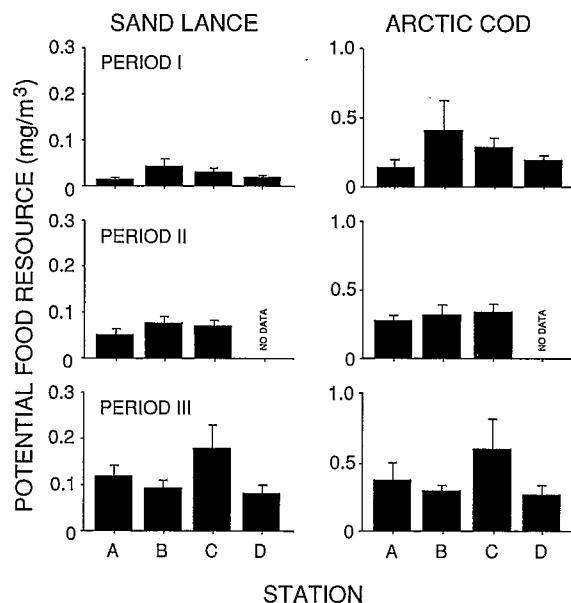 SAND LANCE
ARCTIC COD
POTENTIAL FOOD RESOURCE (mg/m³)
PERIOD I
0.3
0.2
0.1
0
1.0
0.5
0
PERIOD II
0.3
0.2
0.1
0
NO DATA
1.0
0.5
0
NO DATA
PERIOD III
0.3
0.2
0.1
0
A B C D
1.0
0.5
0
A B C D
STATION